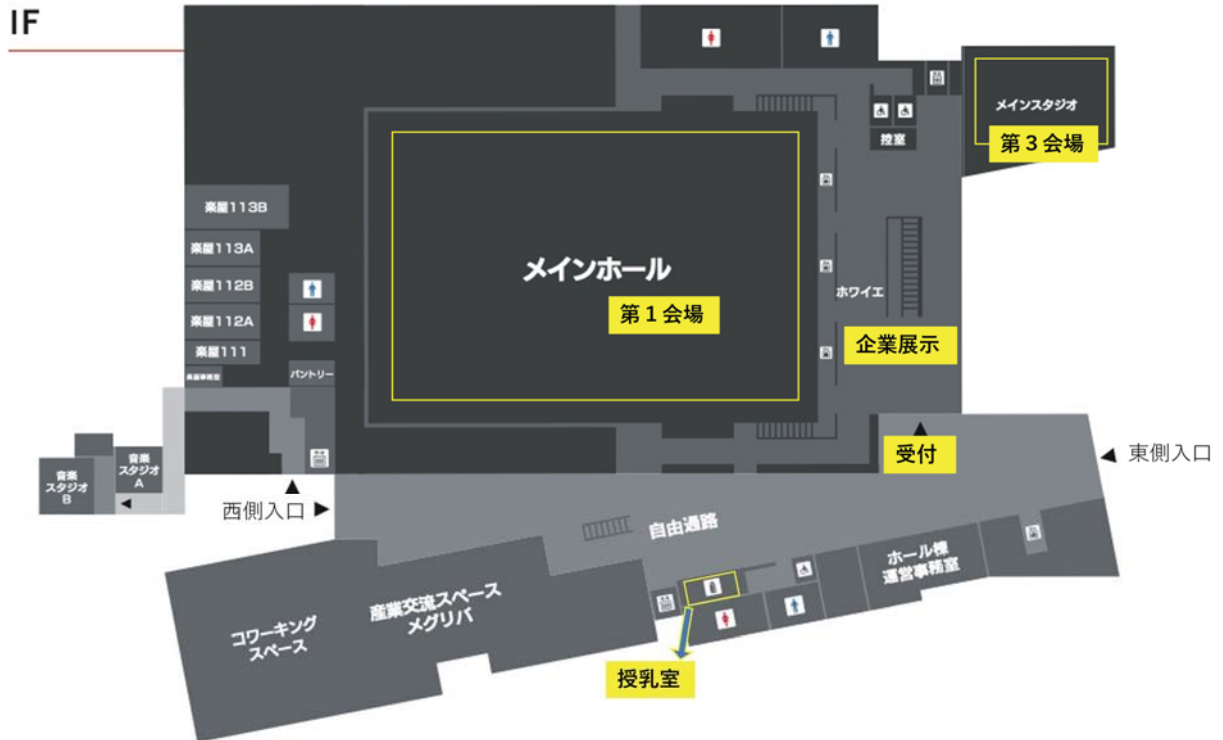 1F
メインスタジオ
第3会場
控室
楽屋113B
楽屋113A
楽屋112B
楽屋112A
楽屋111
楽屋事務室
パントリー
メインホール
第1会場
ホワイエ
企業展示
受付
東側入口
音楽
スタジオ
A
音楽
スタジオ
B
西側入口
自由通路
ホール棟
運営事務室
産業交流スペース
メグリバ
コワーキング
スペース
授乳室